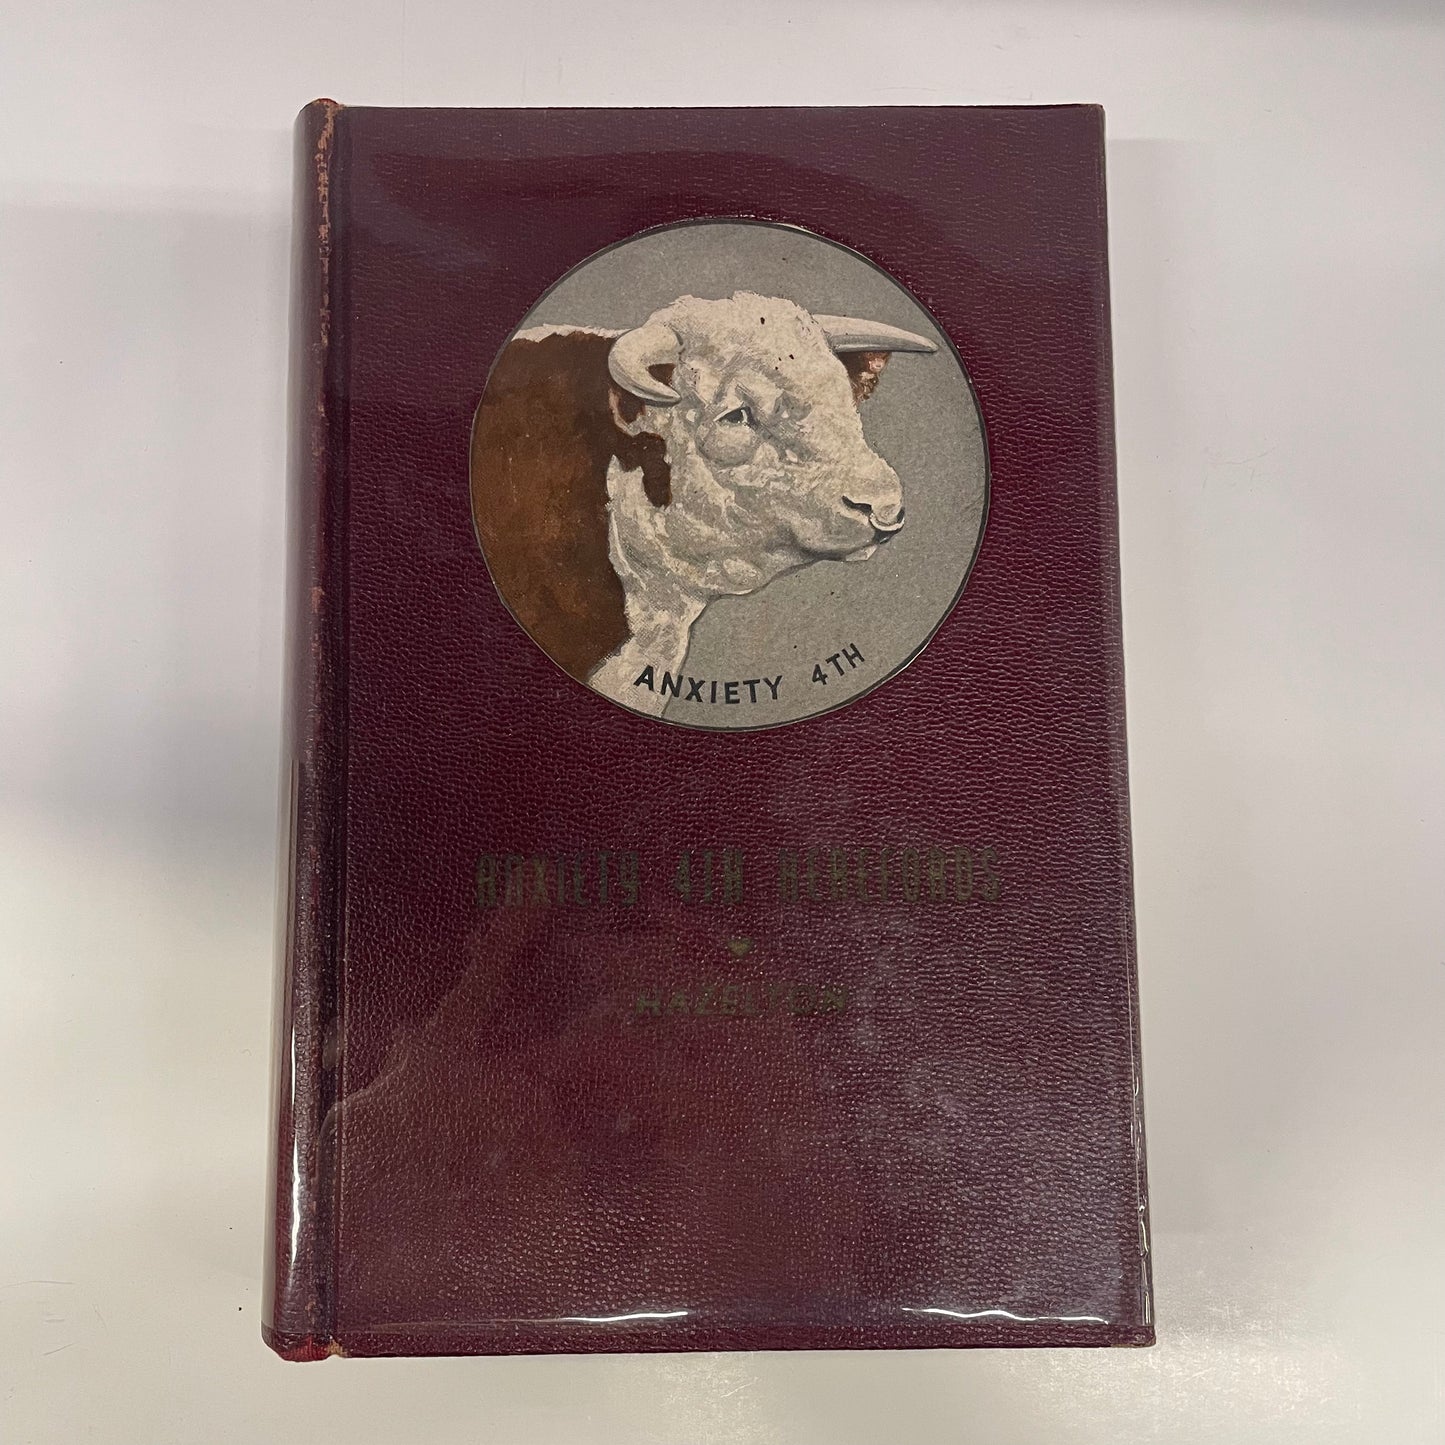 ANXIETY 4TH
ANXIETY 4TH HEREFORDS
HAZELTON